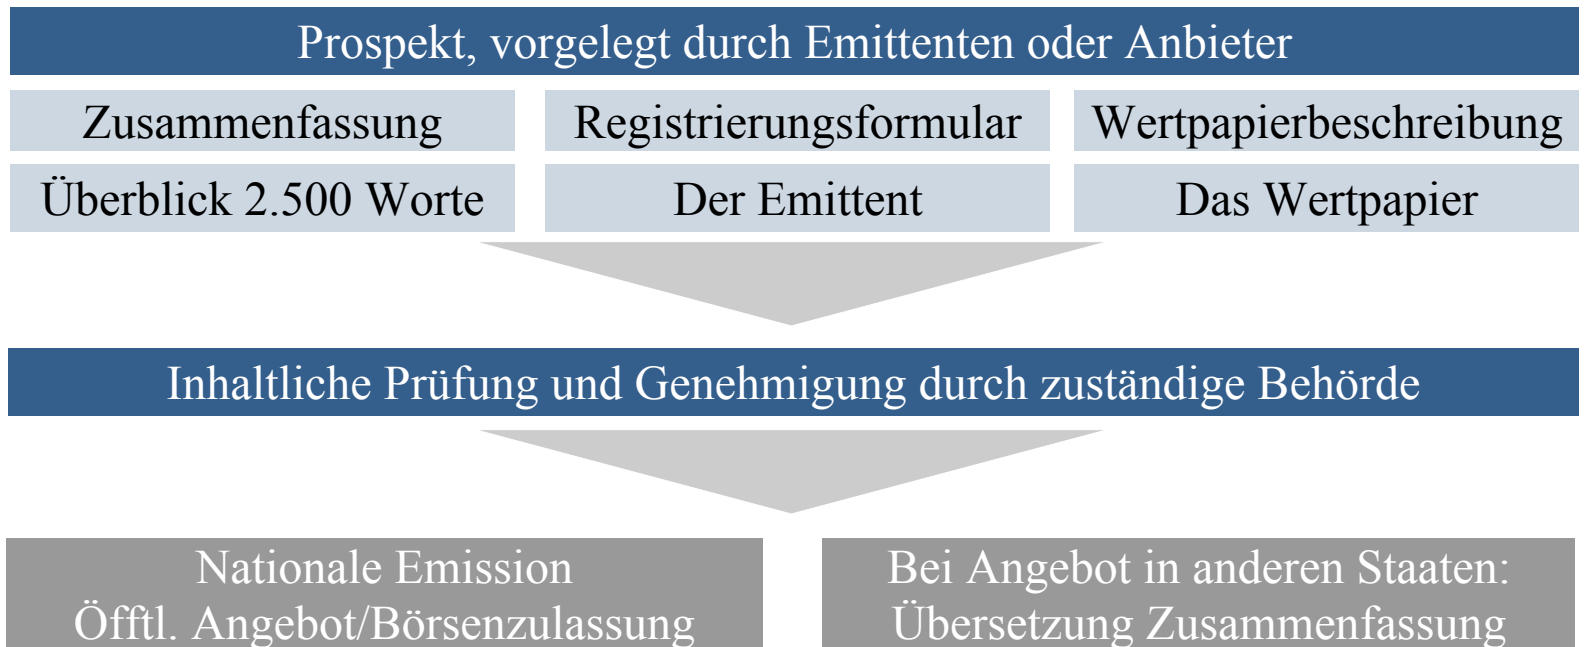 Prospekt, vorgelegt durch Emittenten oder Anbieter
Zusammenfassung
Registrierungsformular
Wertpapierbeschreibung
Überblick 2.500 Worte
Der Emittent
Das Wertpapier
Inhaltliche Prüfung und Genehmigung durch zuständige Behörde
Nationale Emission
Öfftl. Angebot/Börsenzulassung
Bei Angebot in anderen Staaten:
Übersetzung Zusammenfassung